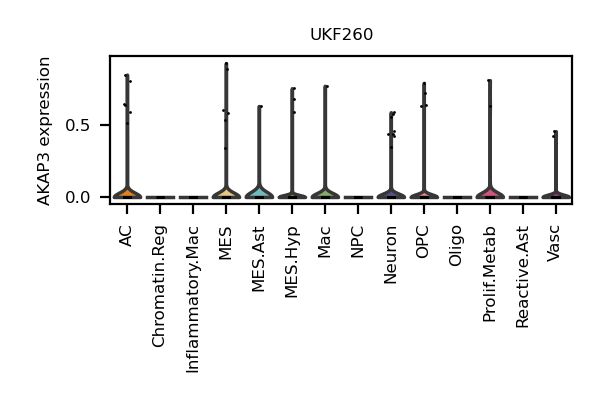 UKF260
AKAP3 expression
0.5
0.0
AC
Chromatin.Reg
Inflammatory.Mac
MES
MES.Ast
MES.Hyp
Mac
NPC
Neuron
OPC
Oligo
Prolif.Metab
Reactive.Ast
Vasc